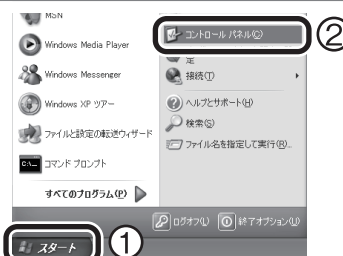 MSN
Windows Media Player
Windows Messenger
Windows XP ツアー
ファイルと設定の転送ウィザード
コマンド プロンプト
すべてのプログラム(P)
コントロール パネル(C)
②
定
接続(T)
ヘルプとサポート(H)
検索(S)
ファイル名を指定して実行(R)...
ログオフ(L)
終了オプション(U)
スタート
①